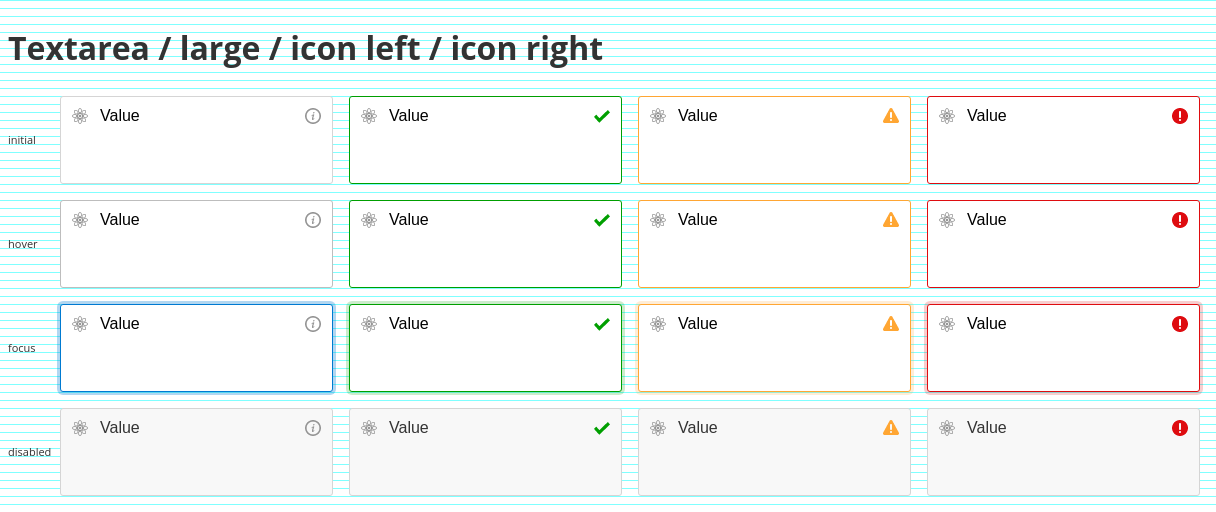 Textarea / large / icon left / icon right
initial Value Value Value Value
hover Value Value Value Value
focus Value Value Value Value
disabled Value Value Value Value